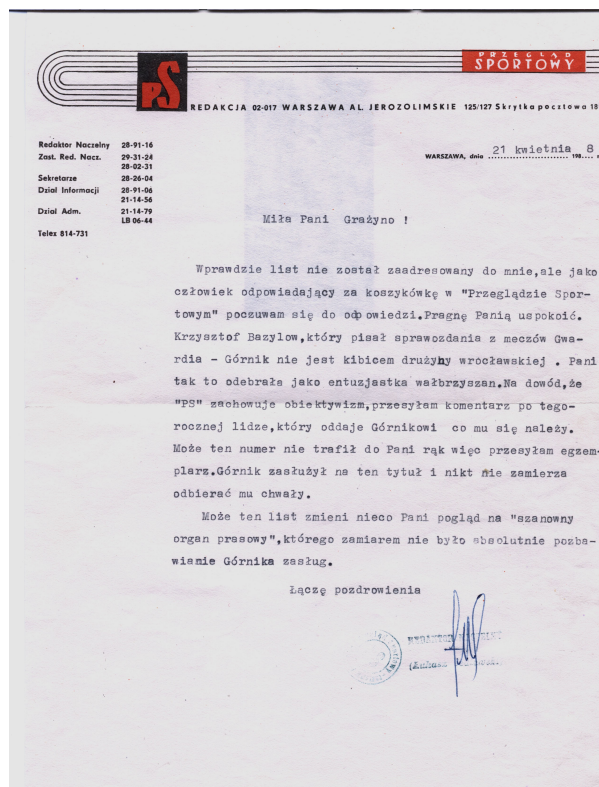 PRZEGLĄD
SPORTOWY
PS
REDAKCJA 02-017 WARSZAWA AL. JEROZOLIMSKIE 125/127 Skrytka pocztowa 18
Redaktor Naczelny 28-91-16
Zast. Red. Nacz. 29-31-24
28-02-31
Sekretarze 28-26-04
Dział Informacji 28-91-06
21-14-56
Dział Adm. 21-14-79
LB 06-44
Telex 814-731
WARSZAWA, dnia 21 kwietnia 198 8
Miła Pani Grażyno !
Wprawdzie list nie został zaadresowany do mnie,ale jako
człowiek odpowiadający za koszykówkę w "Przeglądzie Spor-
towym" poczuwam się do odpowiedzi.Pragnę Panią uspokoić.
Krzysztof Bazylow,który pisał sprawozdania z meczów Gwa-
rdia - Górnik nie jest kibicem drużyny wrocławskiej . Pani
tak to odebrała jako entuzjastka wałbrzyszan.Na dowód,że
"PS" zachowuje obiektywizm,przesyłam komentarz po tego-
rocznej lidze,który oddaje Górnikowi co mu się należy.
Może ten numer nie trafił do Pani rąk więc przesyłam egzem-
plarz.Górnik zasłużył na ten tytuł i nikt nie zamierza
odbierać mu chwały.
Może ten list zmieni nieco Pani pogląd na "szanowny
organ prasowy",którego zamiarem nie było absolutnie pozba-
wianie Górnika zasług.
Łączę pozdrowienia